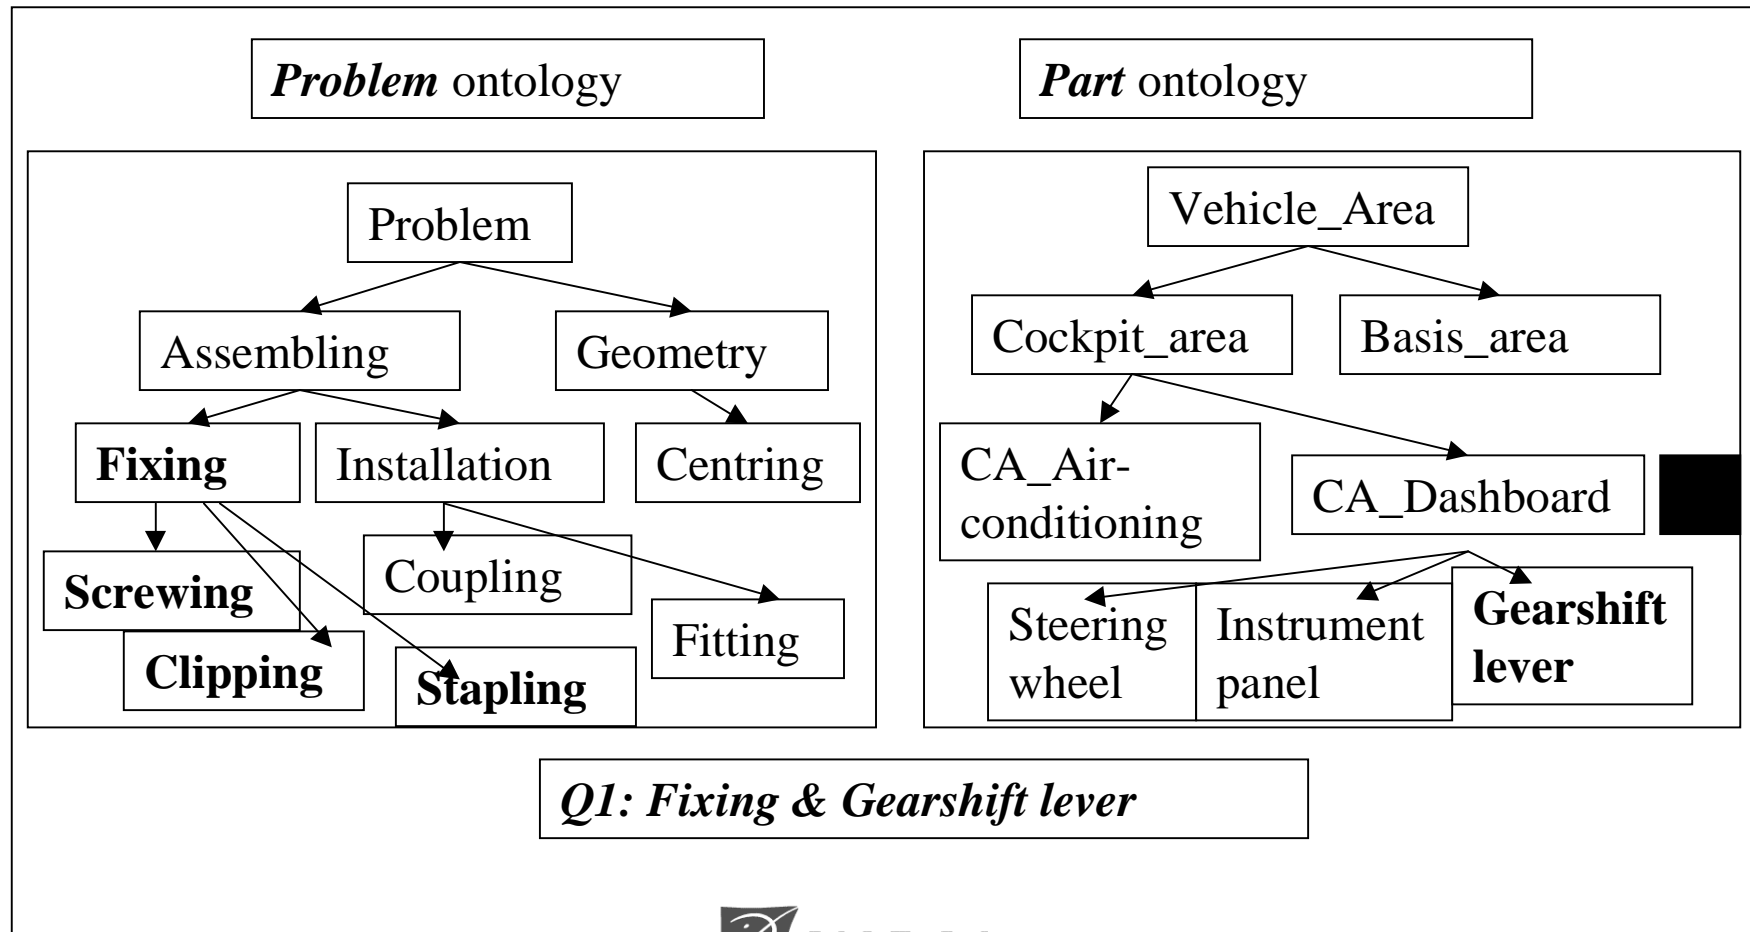 Problem ontology
Part ontology
Problem
Vehicle_Area
Assembling
Geometry
Cockpit_area
Basis_area
Fixing
Installation
Centring
CA_Air-
conditioning
CA_Dashboard
Screwing
Coupling
Clipping
Stapling
Fitting
Steering
wheel
Instrument
panel
Gearshift
lever
Q1: Fixing & Gearshift lever